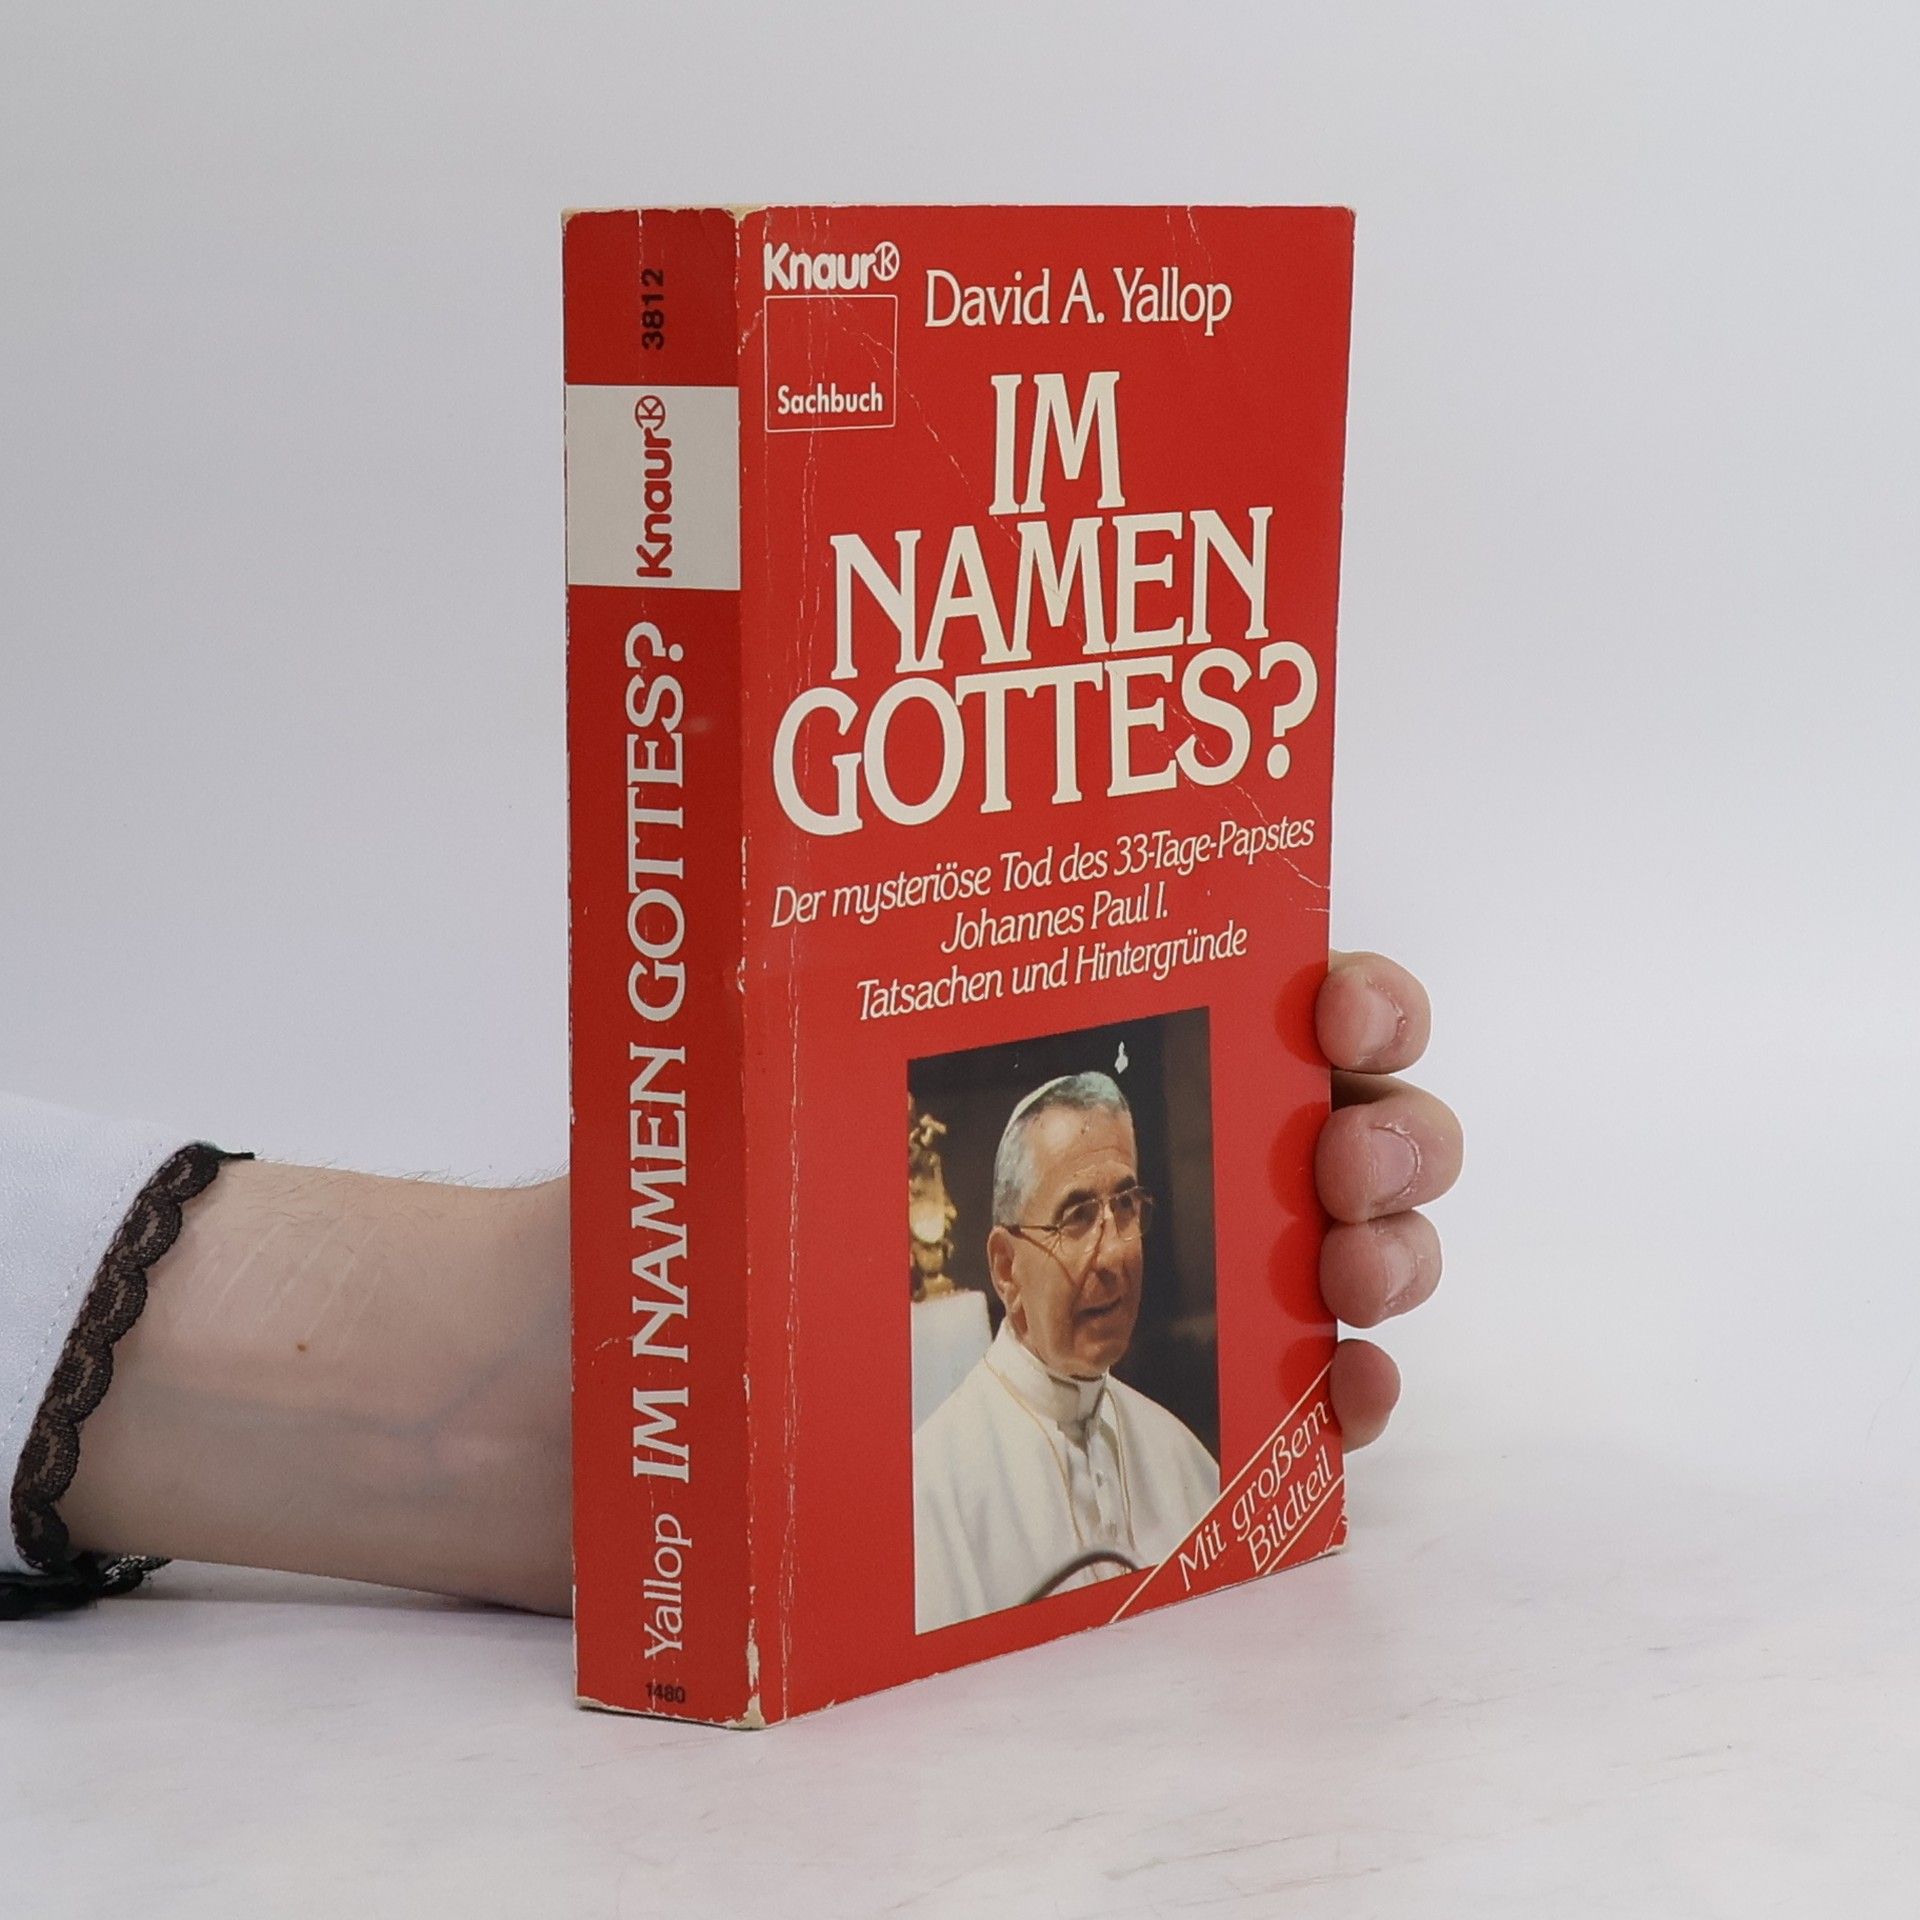 3812
Knaur
Yallop IM NAMEN GOTTES?
1480
Knaur
Sachbuch
David A. Yallop
IM
NAMEN
GOTTES?
Der mysteriöse Tod des 33-Tage-Papstes
Johannes Paul I.
Tatsachen und Hintergründe
Mit großem
Bildteil